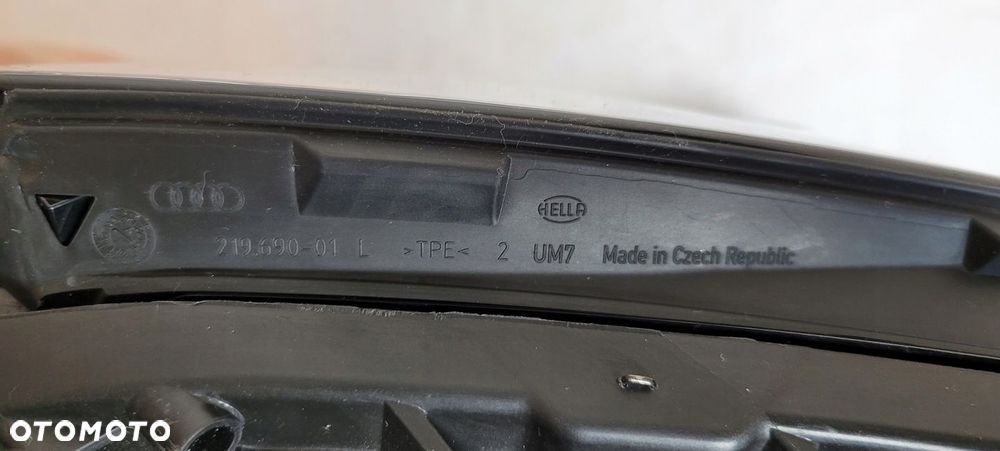 HELLA
219.690-01 L >TPE< 2 UM7 Made in Czech Republic
OTOMOTO